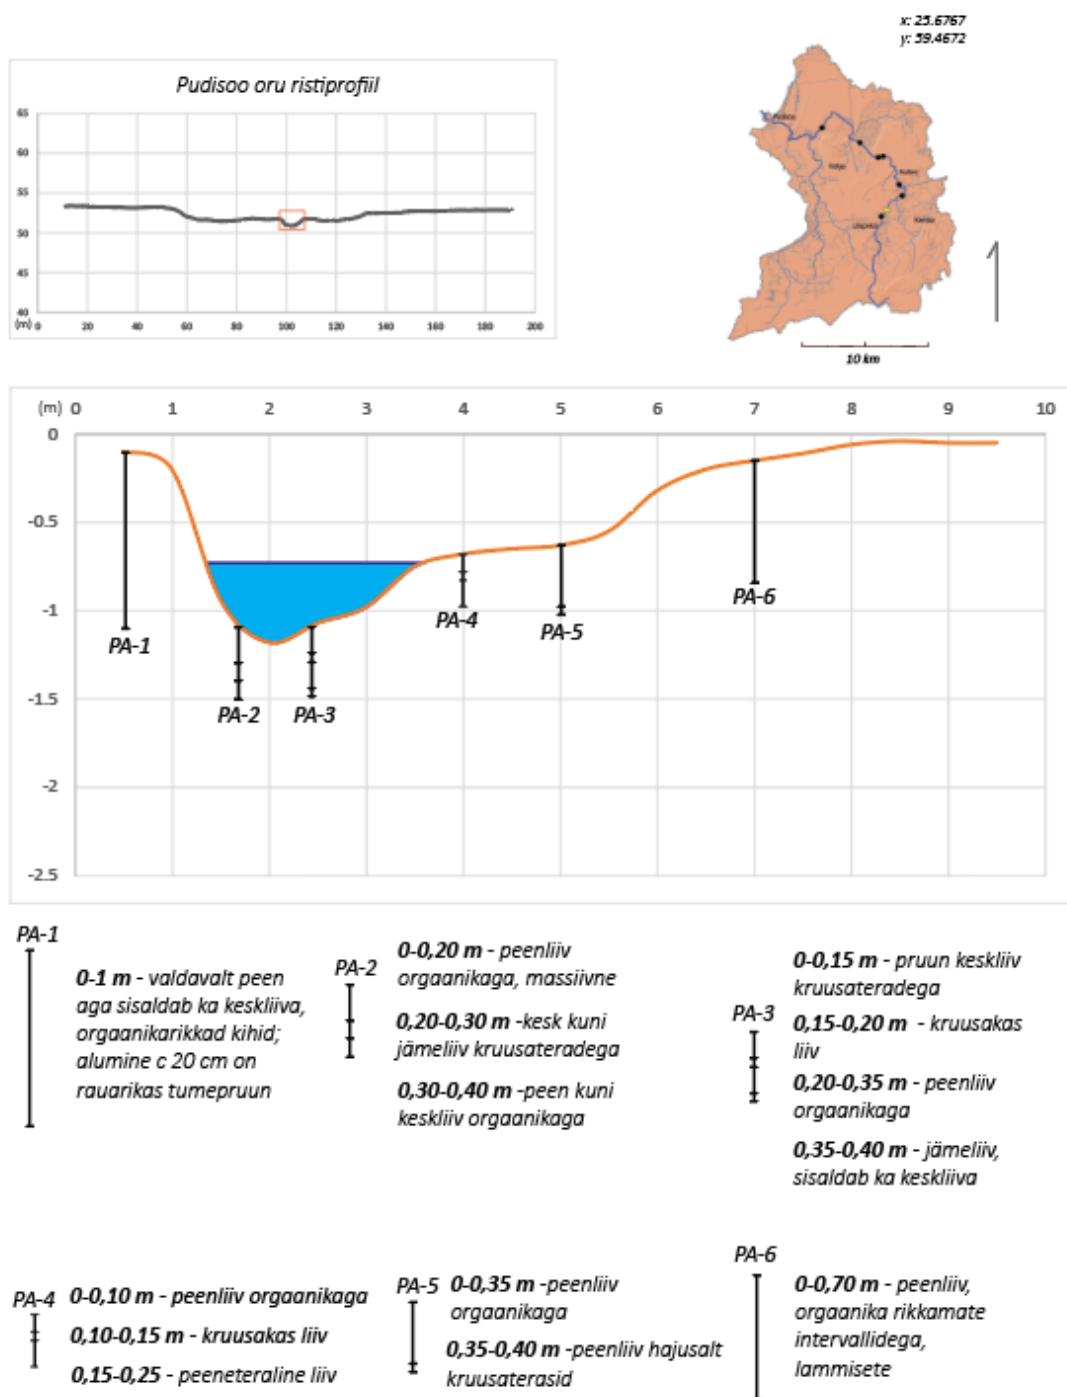 x: 25.6767
y: 59.4672
Pudisoo oru ristiprofiil
65
60
55
50
45
40
(m) 0 20 40 60 80 100 120 140 160 180 200
10 km
(m) 0 1 2 3 4 5 6 7 8 9 10
0
-0.5
-1
-1.5
-2
-2.5
PA-1
PA-2
PA-3
PA-4
PA-5
PA-6
PA-1
0-1 m - valdavalt peen
aga sisaldab ka keskliiva,
orgaanikarikkad kihid;
alumine c 20 cm on
rauarikas tumepruun
PA-2
0-0,20 m - peenliiv
orgaanikaga, massiivne
0,20-0,30 m -kesk kuni
jämeliiv kruusateradega
0,30-0,40 m -peen kuni
keskliiv orgaanikaga
PA-3
0-0,15 m - pruun keskliiv
kruusateradega
0,15-0,20 m - kruusakas
liiv
0,20-0,35 m - peenliiv
orgaanikaga
0,35-0,40 m - jämeliiv,
sisaldab ka keskliiva
PA-4
0-0,10 m - peenliiv orgaanikaga
0,10-0,15 m - kruusakas liiv
0,15-0,25 - peeneteraline liiv
PA-5
0-0,35 m -peenliiv
orgaanikaga
0,35-0,40 m -peenliiv hajusalt
kruusaterasid
PA-6
0-0,70 m - peenliiv,
orgaanika rikkamate
intervallidega,
lammisete